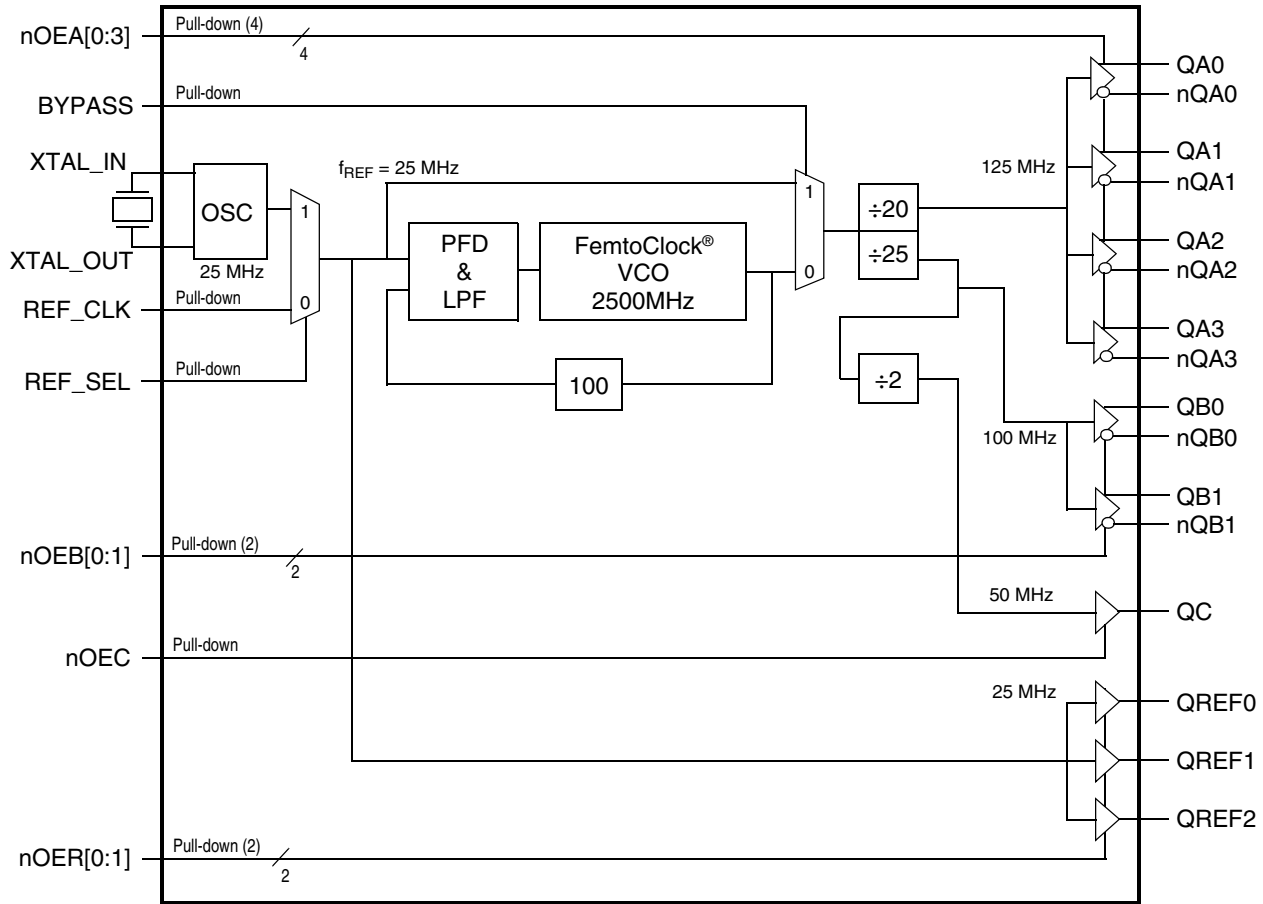 nOEA[0:3]
Pull-down (4)
4
QA0
nQA0
BYPASS
Pull-down
QA1
nQA1
125 MHz
XTAL_IN
OSC
XTAL_OUT
25 MHz
1
0
fREF = 25 MHz
PFD
&
LPF
FemtoClock®
VCO
2500MHz
1
0
÷20
÷25
QA2
nQA2
REF_CLK
Pull-down
QA3
nQA3
REF_SEL
Pull-down
100
÷2
QB0
nQB0
100 MHz
QB1
nQB1
nOEB[0:1]
Pull-down (2)
2
50 MHz
QC
nOEC
Pull-down
25 MHz
QREF0
QREF1
QREF2
nOER[0:1]
Pull-down (2)
2